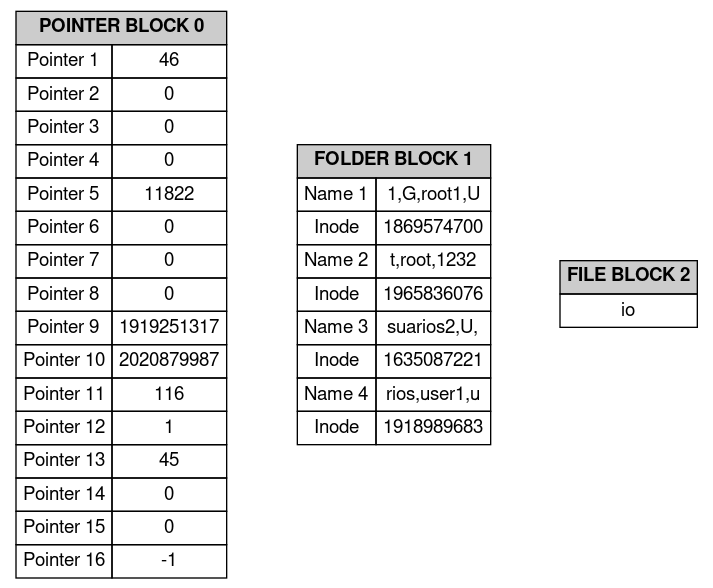 POINTER BLOCK 0
Pointer 1 46
Pointer 2 0
Pointer 3 0
Pointer 4 0
Pointer 5 11822
Pointer 6 0
Pointer 7 0
Pointer 8 0
Pointer 9 1919251317
Pointer 10 2020879987
Pointer 11 116
Pointer 12 1
Pointer 13 45
Pointer 14 0
Pointer 15 0
Pointer 16 -1
FOLDER BLOCK 1
Name 1 1,G,root1,U
Inode 1869574700
Name 2 t,root,1232
Inode 1965836076
Name 3 suarios2,U,
Inode 1635087221
Name 4 rios,user1,u
Inode 1918989683
FILE BLOCK 2
io